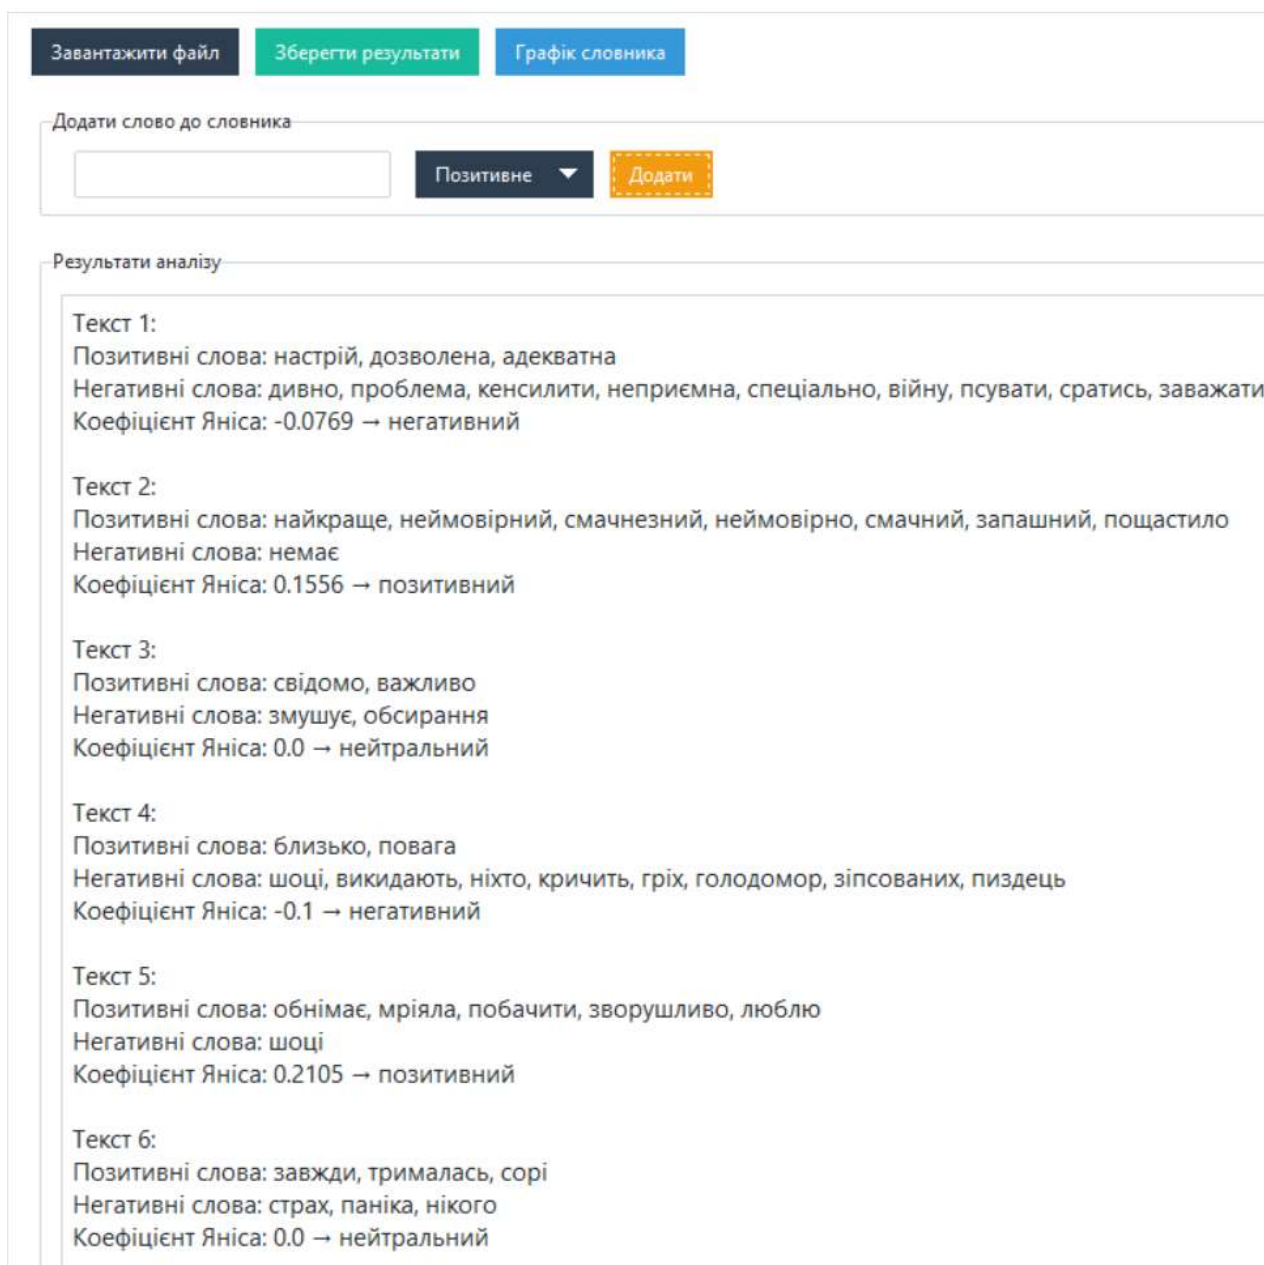 Завантажити файл
Зберегти результати
Графік словника
Додати слово до словника
Позитивне
Додати
Результати аналізу
Текст 1:
Позитивні слова: настрій, дозволена, адекватна
Негативні слова: дивно, проблема, кенсилити, неприємна, спеціально, війну, псувати, сратись, заважати
Коефіцієнт Яніса: -0.0769 → негативний
Текст 2:
Позитивні слова: найкраще, неймовірний, смачнезний, неймовірно, смачний, запашний, пощастило
Негативні слова: немає
Коефіцієнт Яніса: 0.1556 → позитивний
Текст 3:
Позитивні слова: свідомо, важливо
Негативні слова: змушує, обсирання
Коефіцієнт Яніса: 0.0 → нейтральний
Текст 4:
Позитивні слова: близько, повага
Негативні слова: шоці, викидають, ніхто, кричить, гріх, голодомор, зіпсованих, пиздець
Коефіцієнт Яніса: -0.1 → негативний
Текст 5:
Позитивні слова: обнімає, мріяла, побачити, зворушливо, люблю
Негативні слова: шоці
Коефіцієнт Яніса: 0.2105 → позитивний
Текст 6:
Позитивні слова: завжди, трималась, сорі
Негативні слова: страх, паніка, нікого
Коефіцієнт Яніса: 0.0 → нейтральний